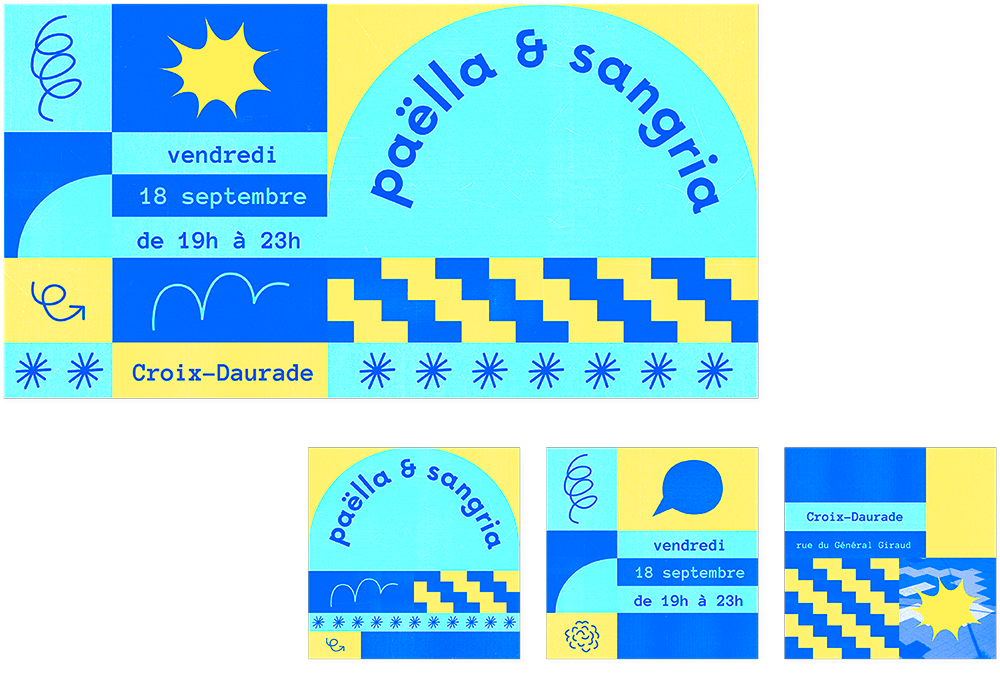 paëlla & sangria
vendredi
18 septembre
de 19h à 23h
Croix-Daurade
paëlla & sangria
vendredi
18 septembre
de 19h à 23h
Croix-Daurade
rue du Général Giraud